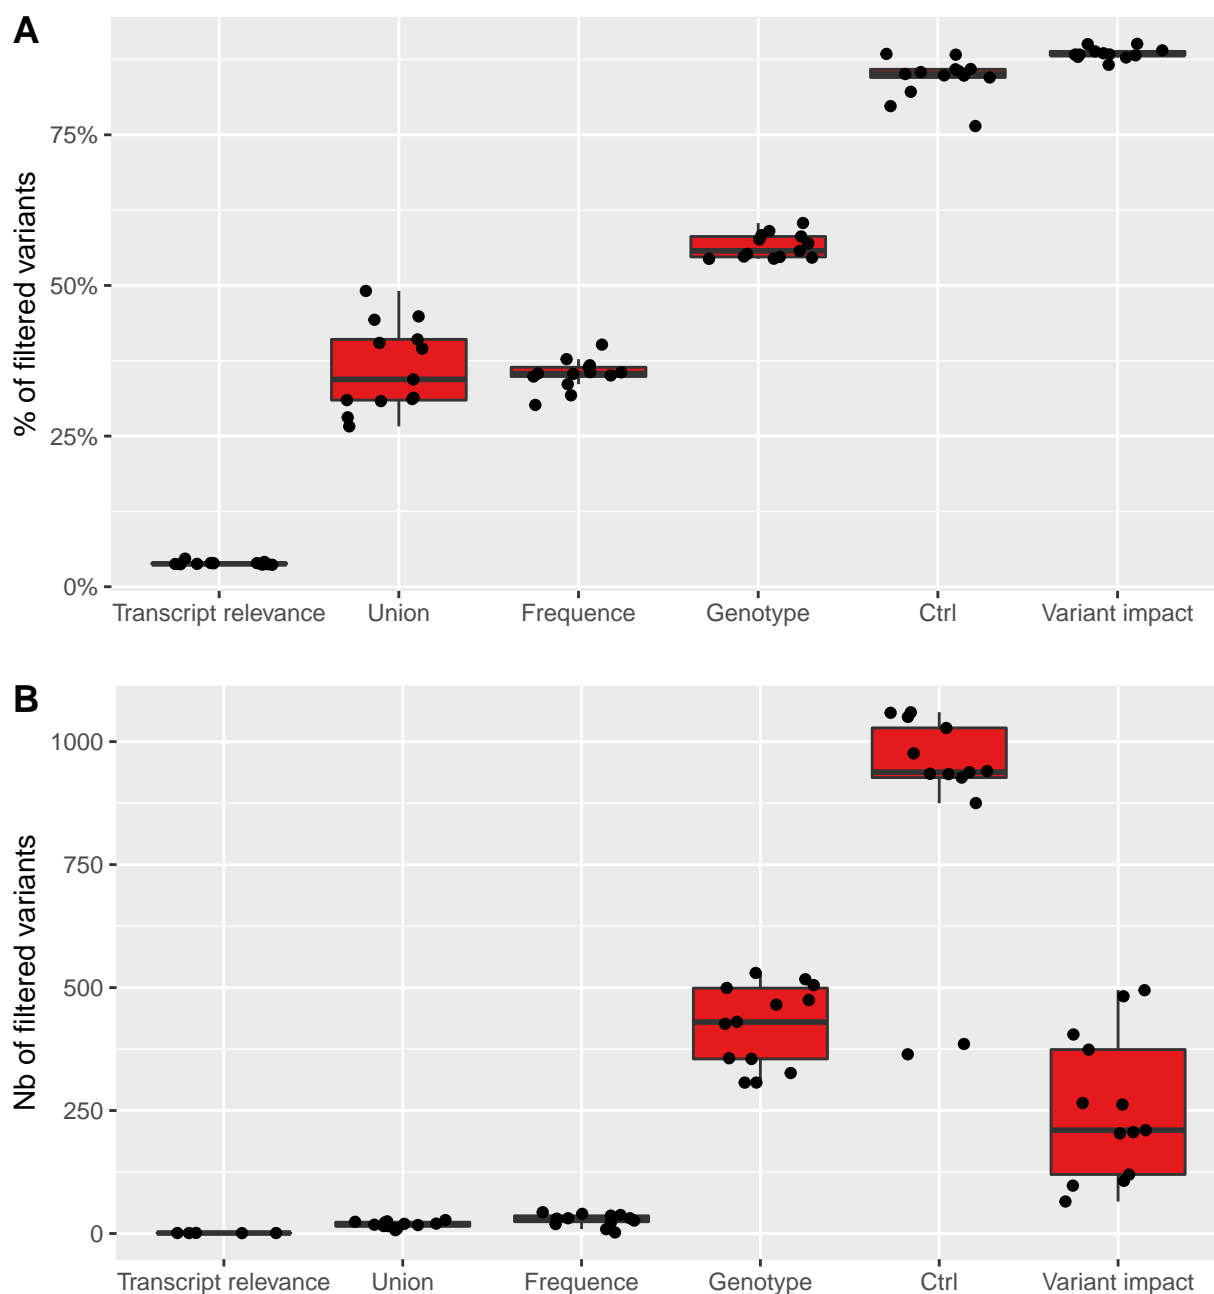 A
% of filtered variants
75%
50%
25%
0%
Transcript relevance Union Frequence Genotype Ctrl Variant impact
B
Nb of filtered variants
1000
750
500
250
0
Transcript relevance Union Frequence Genotype Ctrl Variant impact